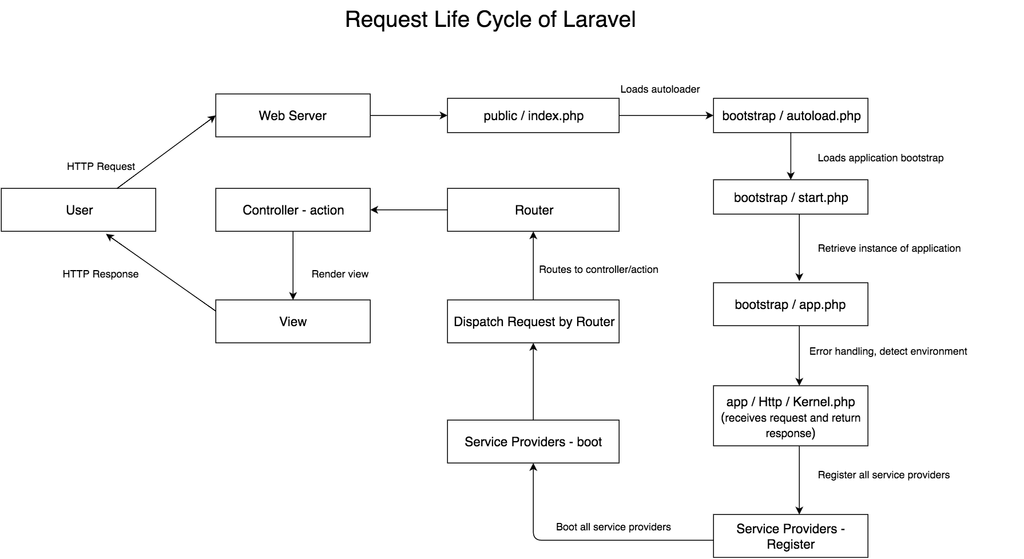 Request Life Cycle of Laravel
Loads autoloader
Web Server
public / index.php
bootstrap / autoload.php
HTTP Request
Loads application bootstrap
User
Controller - action
Router
bootstrap / start.php
Retrieve instance of application
HTTP Response
Render view
Routes to controller/action
View
Dispatch Request by Router
bootstrap / app.php
Error handling, detect environment
app / Http / Kernel.php
(receives request and return
response)
Service Providers - boot
Register all service providers
Boot all service providers
Service Providers -
Register